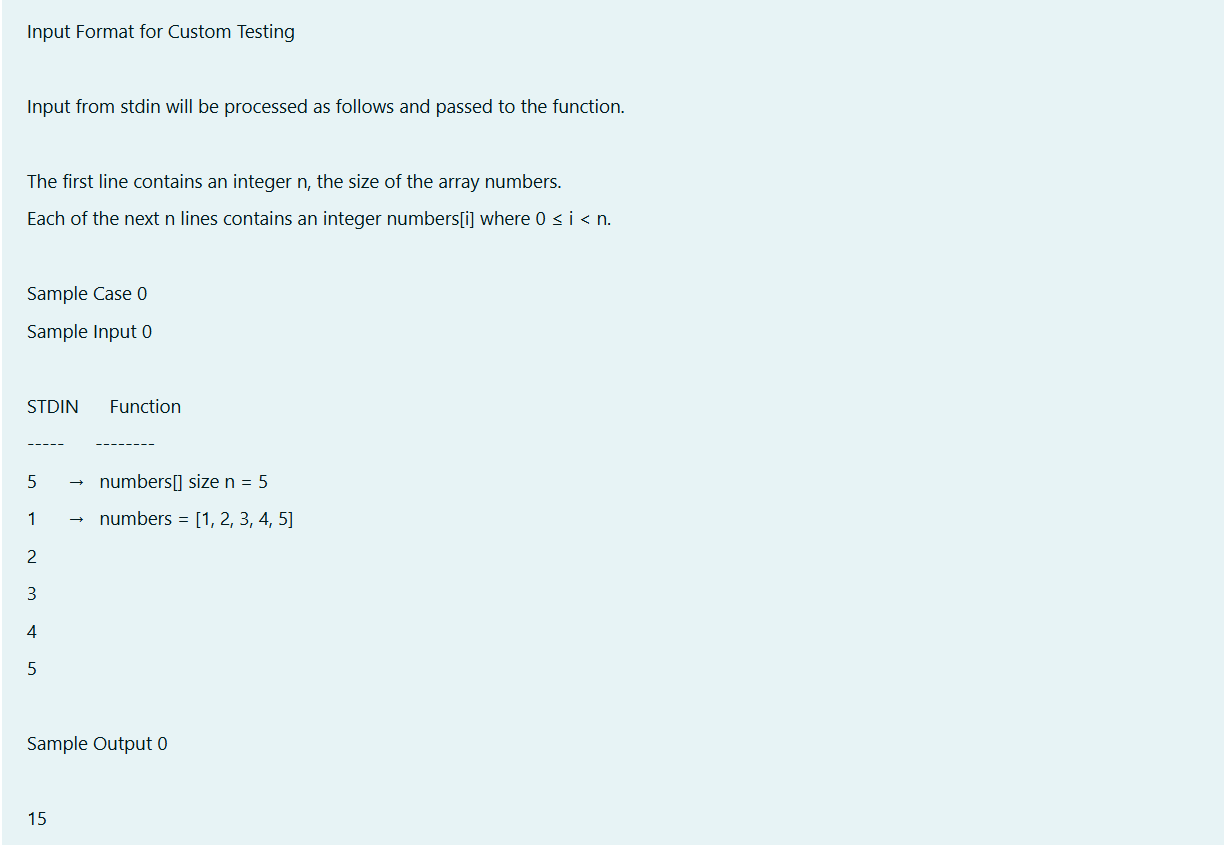 Input Format for Custom Testing
Input from stdin will be processed as follows and passed to the function.
The first line contains an integer n, the size of the array numbers.
Each of the next n lines contains an integer numbers[i] where 0 ≤ i < n.
Sample Case 0
Sample Input 0
STDIN Function
----- --------
5 → numbers[] size n = 5
1 → numbers = [1, 2, 3, 4, 5]
2
3
4
5
Sample Output 0
15